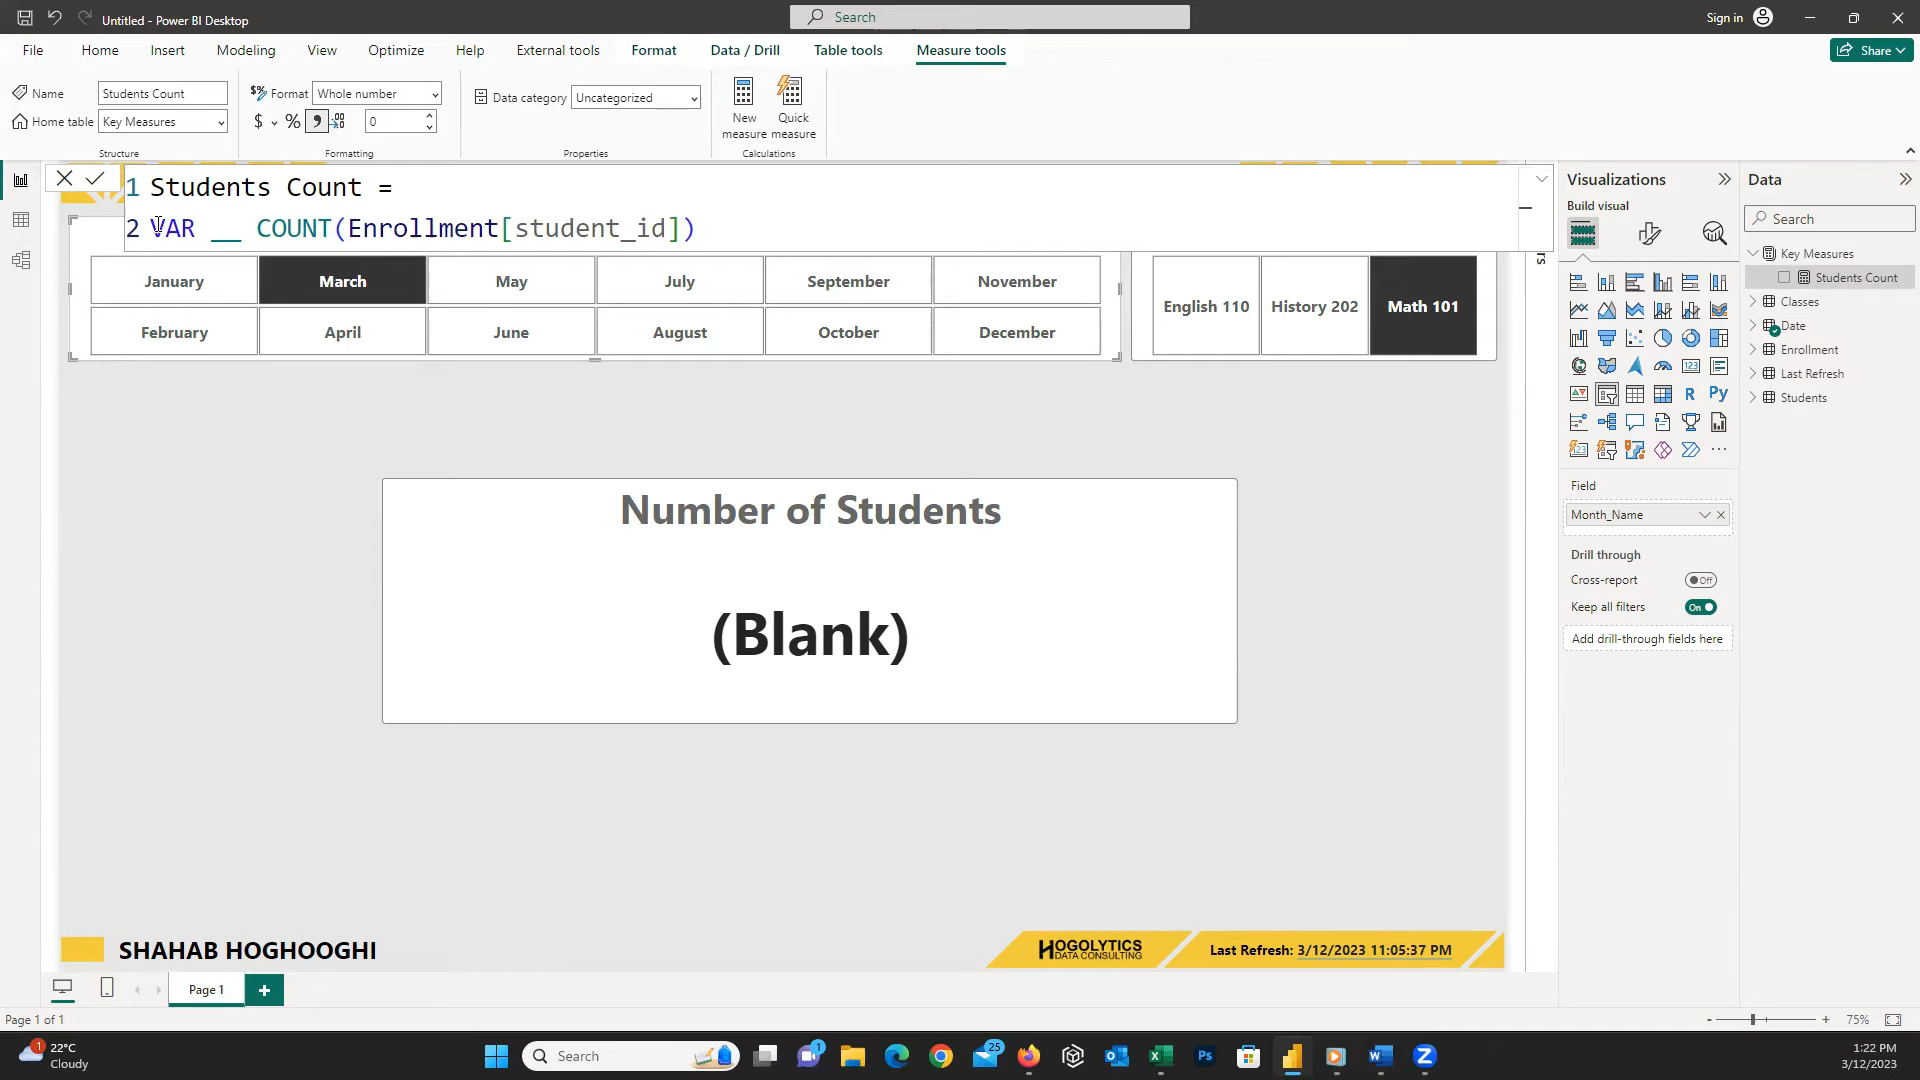 Untitled - Power BI Desktop
Search
Sign in
File
Home
Insert
Modeling
View
Optimize
Help
External tools
Format
Data / Drill
Table tools
Measure tools
Share
Name
Students Count
Home table
Key Measures
Structure
Format
Whole number
$
%
0
Formatting
Data category
Uncategorized
Properties
New measure
Quick measure
Calculations
1 Students Count =
2 VAR __ COUNT(Enrollment[student_id])
January
March
May
July
September
November
February
April
June
August
October
December
English 110
History 202
Math 101
Number of Students
(Blank)
SHAHAB HOGHOOGHI
HOGOLYTICS
DATA CONSULTING
Last Refresh: 3/12/2023 11:05:37 PM
Visualizations
Build visual
R
Py
Field
Month_Name
Drill through
Cross-report
Off
Keep all filters
On
Add drill-through fields here
Data
Search
Key Measures
Students Count
Classes
Date
Enrollment
Last Refresh
Students
Page 1
Page 1 of 1
75%
1
22°C
Cloudy
Search
1
25
Ps
1:22 PM
3/12/2023